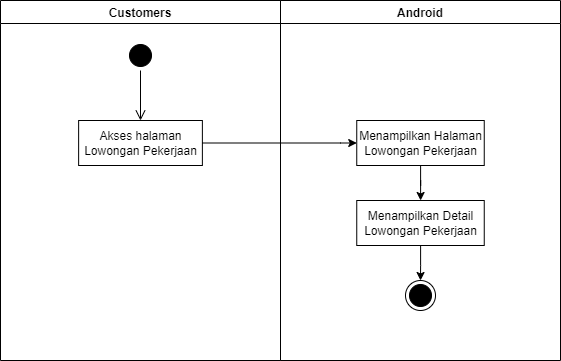 Customers
Android
Akses halaman
Lowongan Pekerjaan
Menampilkan Halaman
Lowongan Pekerjaan
Menampilkan Detail
Lowongan Pekerjaan